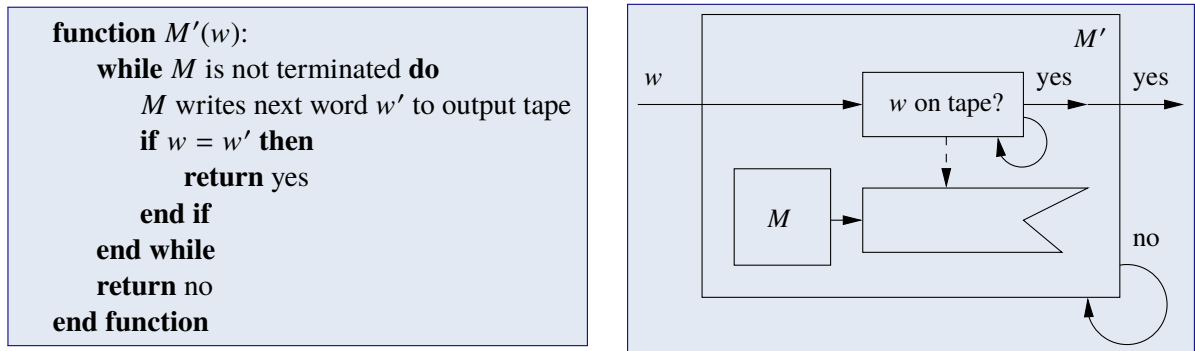 function M′(w):
while M is not terminated do
M writes next word w′ to output tape
if w = w′ then
return yes
end if
end while
return no
end function
M′
w
w on tape?
yes
yes
M
no